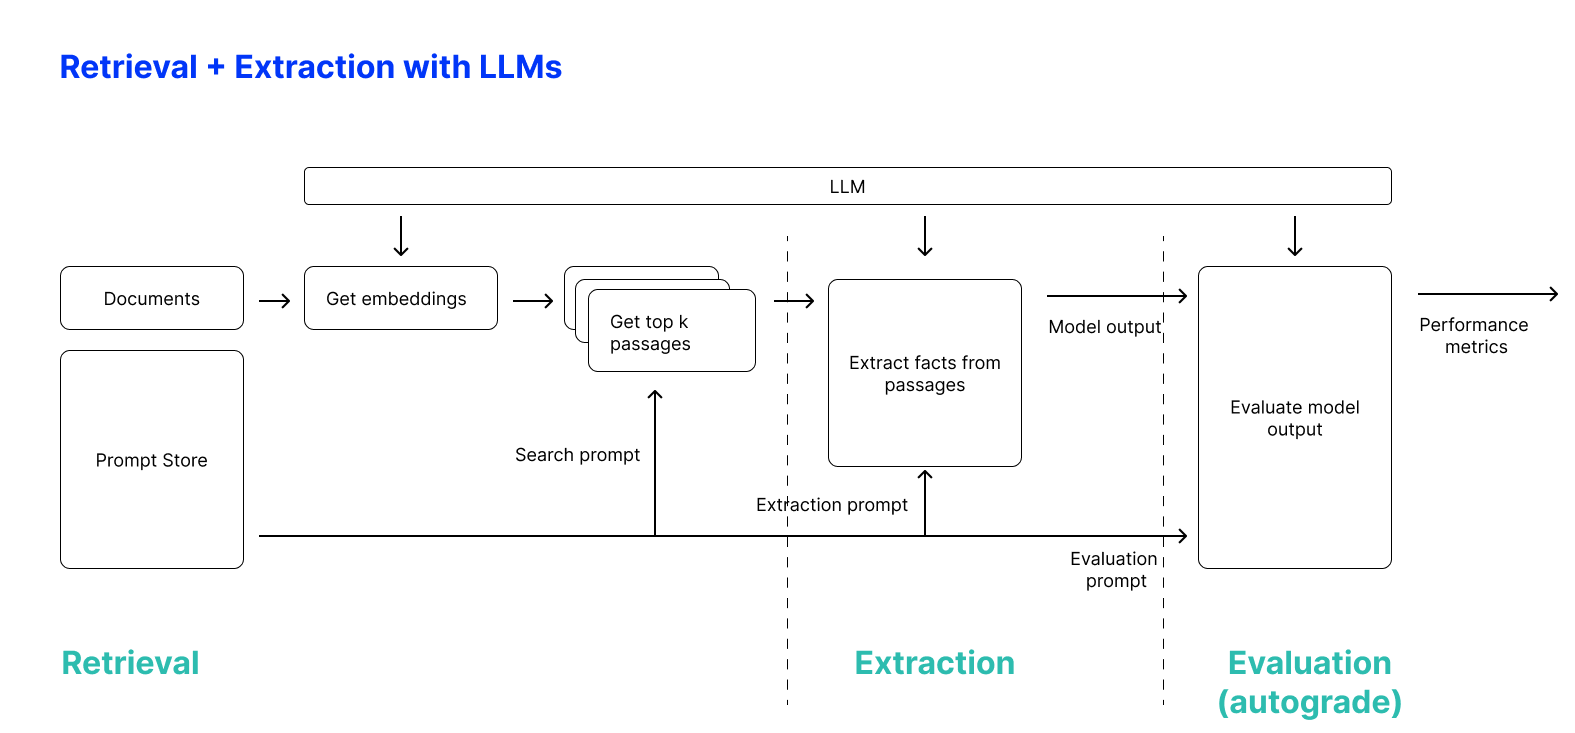 Retrieval + Extraction with LLMs
LLM
Documents
Get embeddings
Get top k
passages
Extract facts from
passages
Model output
Evaluate model
output
Performance
metrics
Prompt Store
Search prompt
Extraction prompt
Evaluation
prompt
Retrieval
Extraction
Evaluation
(autograde)